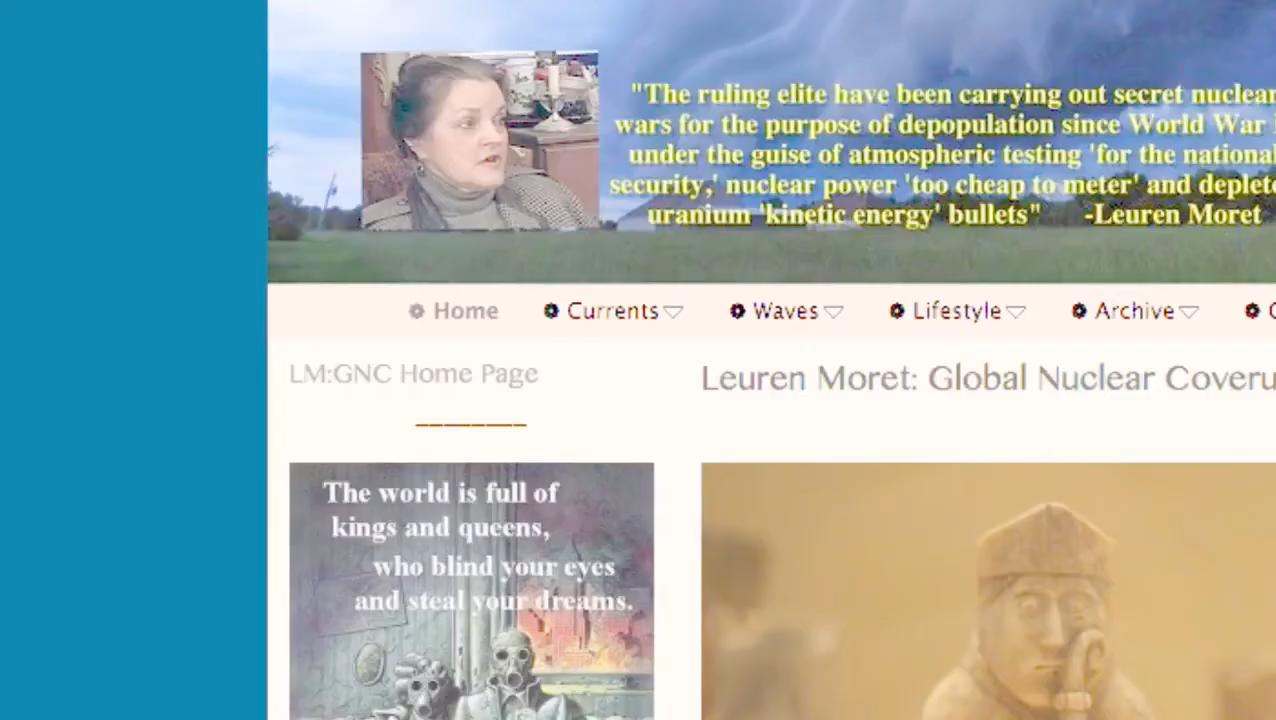 "The ruling elite have been carrying out secret nuclear
wars for the purpose of depopulation since World War
under the guise of atmospheric testing 'for the national
security,' nuclear power 'too cheap to meter' and deplete
uranium 'kinetic energy' bullets" -Leuren Moret
Home Currents Waves Lifestyle Archive
LM:GNC Home Page
Leuren Moret: Global Nuclear Coveru
The world is full of
kings and queens,
who blind your eyes
and steal your dreams.